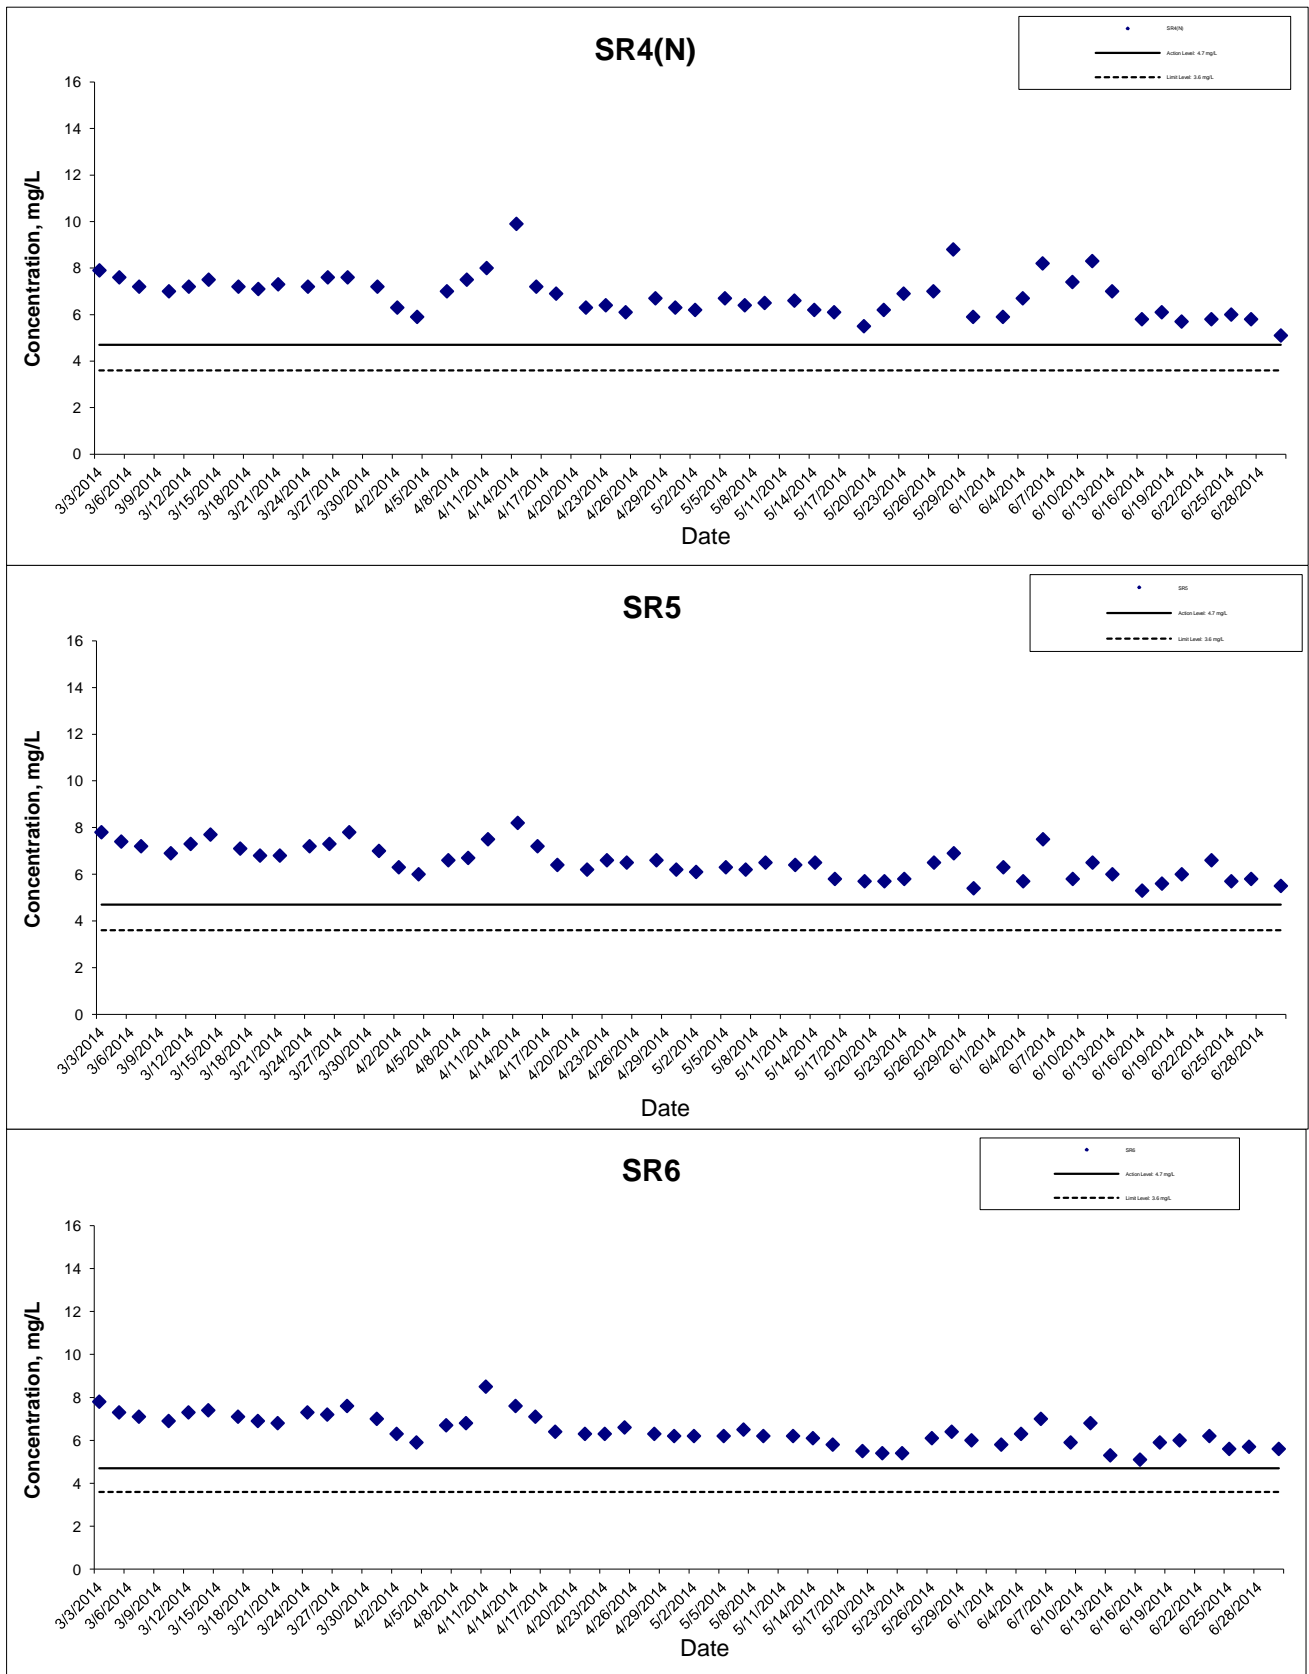 SR4(N)
SR4(N)
Action Level: 4.7 mg/L
Limit Level: 3.6 mg/L
Concentration, mg/L
16
14
12
10
8
6
4
2
0
3/3/2014 3/6/2014 3/9/2014 3/12/2014 3/15/2014 3/18/2014 3/21/2014 3/24/2014 3/27/2014 3/30/2014 4/2/2014 4/5/2014 4/8/2014 4/11/2014 4/14/2014 4/17/2014 4/20/2014 4/23/2014 4/26/2014 4/29/2014 5/2/2014 5/5/2014 5/8/2014 5/11/2014 5/14/2014 5/17/2014 5/20/2014 5/23/2014 5/26/2014 5/29/2014 6/1/2014 6/4/2014 6/7/2014 6/10/2014 6/13/2014 6/16/2014 6/19/2014 6/22/2014 6/25/2014 6/28/2014
Date
SR5
SR5
Action Level: 4.7 mg/L
Limit Level: 3.6 mg/L
Concentration, mg/L
16
14
12
10
8
6
4
2
0
3/3/2014 3/6/2014 3/9/2014 3/12/2014 3/15/2014 3/18/2014 3/21/2014 3/24/2014 3/27/2014 3/30/2014 4/2/2014 4/5/2014 4/8/2014 4/11/2014 4/14/2014 4/17/2014 4/20/2014 4/23/2014 4/26/2014 4/29/2014 5/2/2014 5/5/2014 5/8/2014 5/11/2014 5/14/2014 5/17/2014 5/20/2014 5/23/2014 5/26/2014 5/29/2014 6/1/2014 6/4/2014 6/7/2014 6/10/2014 6/13/2014 6/16/2014 6/19/2014 6/22/2014 6/25/2014 6/28/2014
Date
SR6
SR6
Action Level: 4.7 mg/L
Limit Level: 3.6 mg/L
Concentration, mg/L
16
14
12
10
8
6
4
2
0
3/3/2014 3/6/2014 3/9/2014 3/12/2014 3/15/2014 3/18/2014 3/21/2014 3/24/2014 3/27/2014 3/30/2014 4/2/2014 4/5/2014 4/8/2014 4/11/2014 4/14/2014 4/17/2014 4/20/2014 4/23/2014 4/26/2014 4/29/2014 5/2/2014 5/5/2014 5/8/2014 5/11/2014 5/14/2014 5/17/2014 5/20/2014 5/23/2014 5/26/2014 5/29/2014 6/1/2014 6/4/2014 6/7/2014 6/10/2014 6/13/2014 6/16/2014 6/19/2014 6/22/2014 6/25/2014 6/28/2014
Date